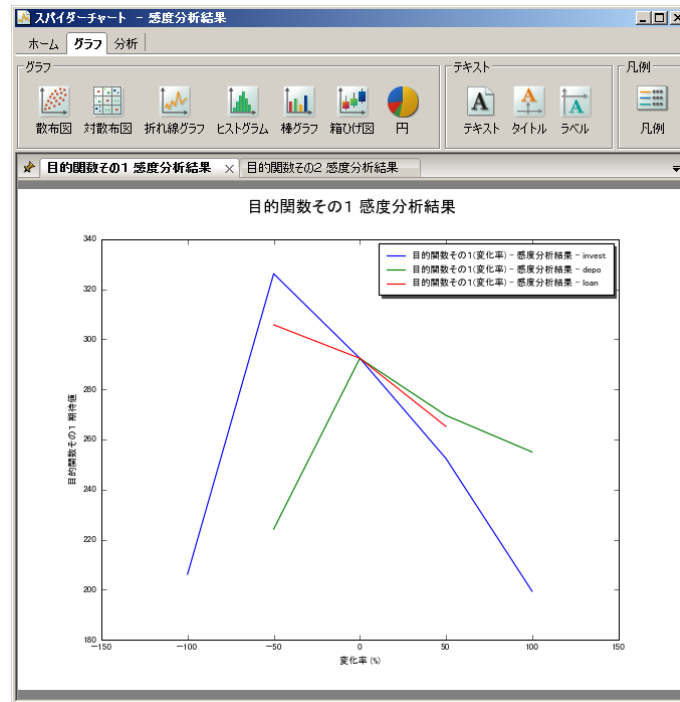 スパイダーチャート - 感度分析結果
ホーム グラフ 分析
グラフ テキスト 凡例
散布図 対散布図 折れ線グラフ ヒストグラム 棒グラフ 箱ひげ図 円 テキスト タイトル ラベル 凡例
目的関数その1 感度分析結果 × 目的関数その2 感度分析結果
目的関数その1 感度分析結果
目的関数その1(変化率) - 感度分析結果 - invest
目的関数その1(変化率) - 感度分析結果 - depo
目的関数その1(変化率) - 感度分析結果 - loan
目的関数その1 期待値
340
320
300
280
260
240
220
200
180
-150 -100 -50 0 50 100 150
変化率 (%)